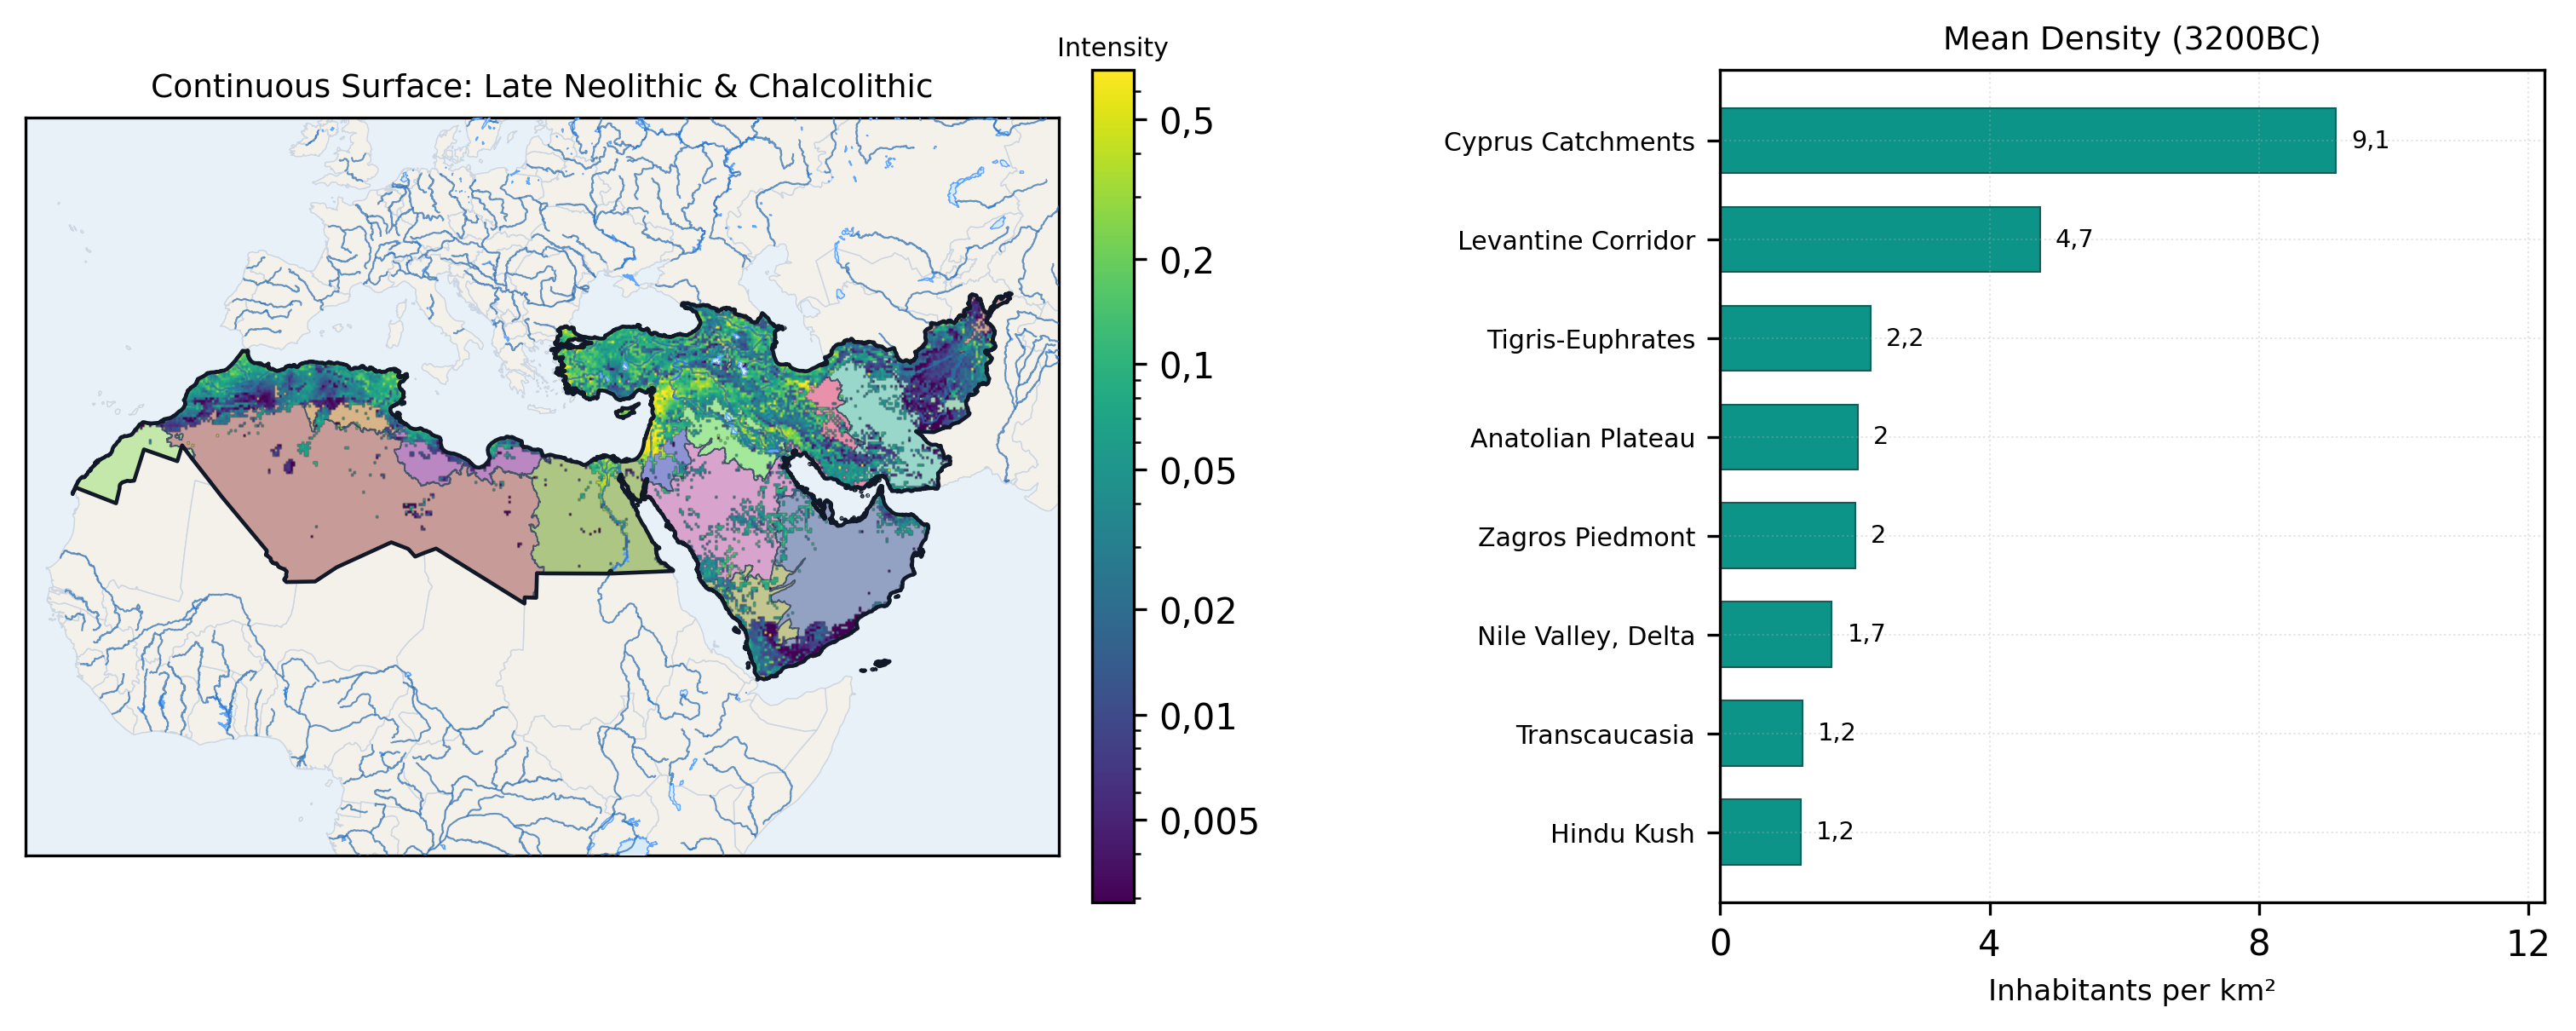 Continuous Surface: Late Neolithic & Chalcolithic
Intensity
0,5
0,2
0,1
0,05
0,02
0,01
0,005
Mean Density (3200BC)
Cyprus Catchments
9,1
Levantine Corridor
4,7
Tigris-Euphrates
2,2
Anatolian Plateau
2
Zagros Piedmont
2
Nile Valley, Delta
1,7
Transcaucasia
1,2
Hindu Kush
1,2
0
4
8
12
Inhabitants per km²